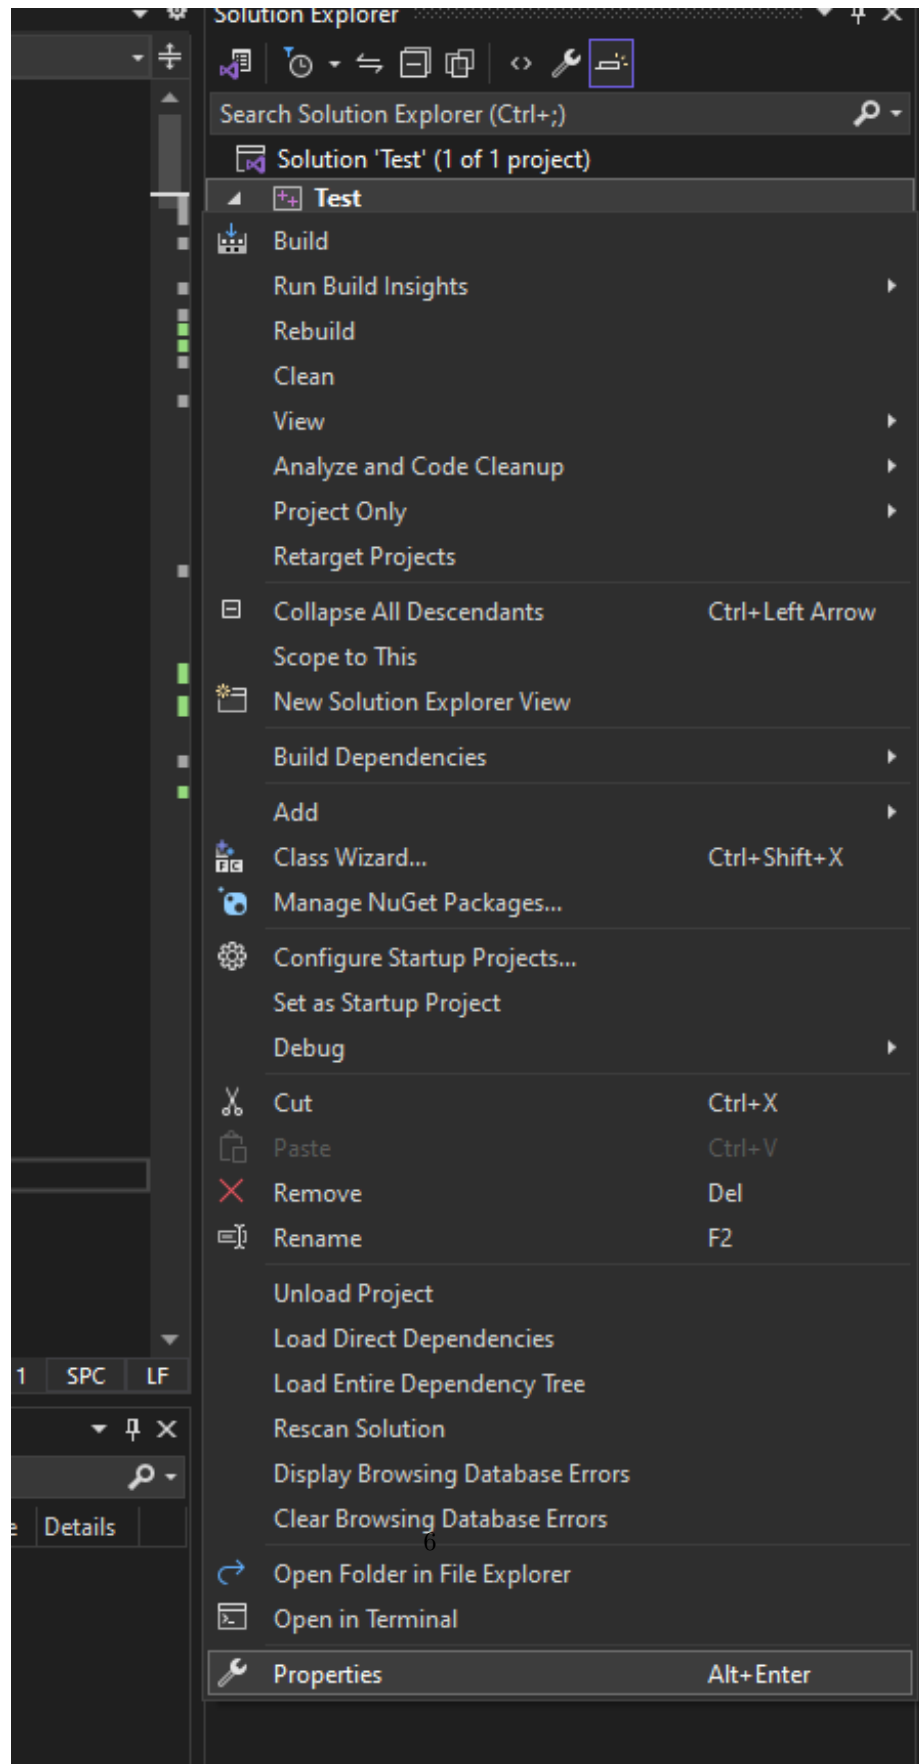 Solution Explorer
Search Solution Explorer (Ctrl+;)
Solution 'Test' (1 of 1 project)
Test
Build
Run Build Insights
Rebuild
Clean
View
Analyze and Code Cleanup
Project Only
Retarget Projects
Collapse All Descendants Ctrl+Left Arrow
Scope to This
New Solution Explorer View
Build Dependencies
Add
Class Wizard... Ctrl+Shift+X
Manage NuGet Packages...
Configure Startup Projects...
Set as Startup Project
Debug
Cut Ctrl+X
Paste Ctrl+V
Remove Del
Rename F2
Unload Project
Load Direct Dependencies
1 SPC LF
Load Entire Dependency Tree
Rescan Solution
Display Browsing Database Errors
Clear Browsing Database Errors
e Details
6
Open Folder in File Explorer
Open in Terminal
Properties Alt+Enter